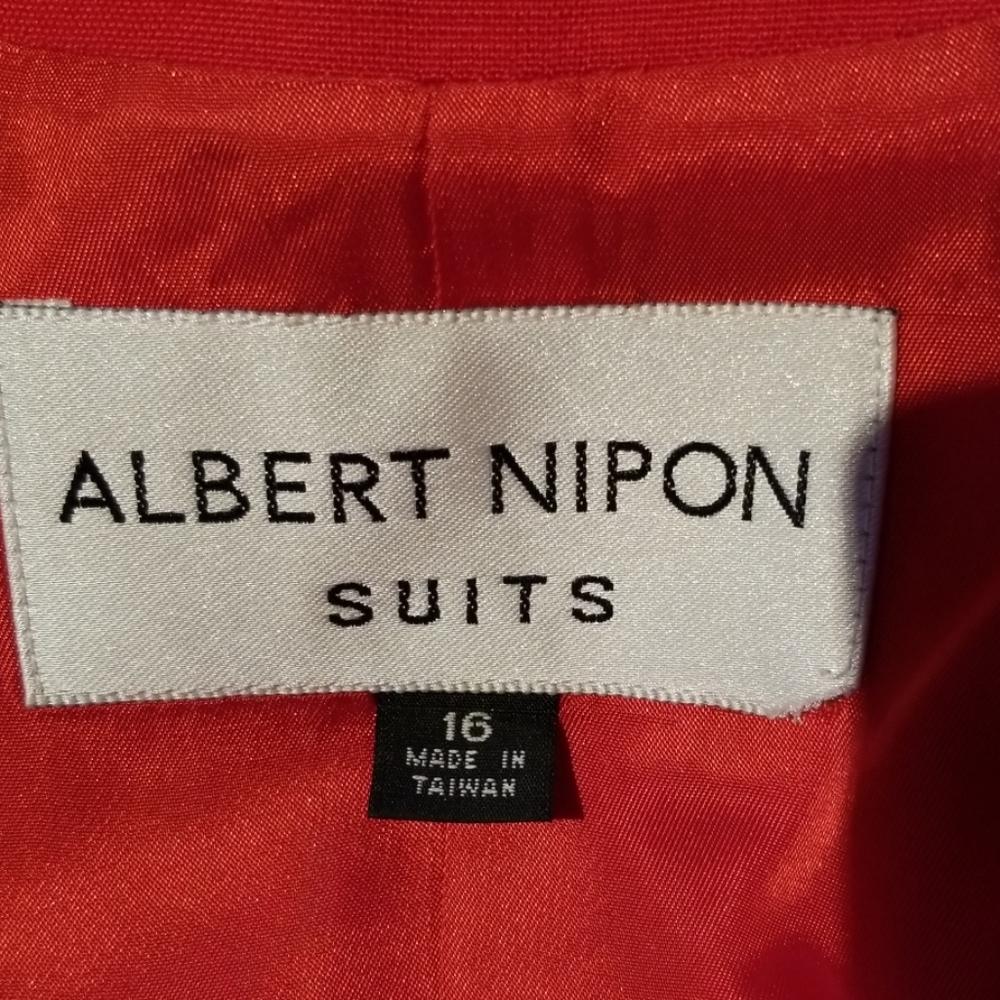 ALBERT NIPON
SUITS
16
MADE IN
TAIWAN